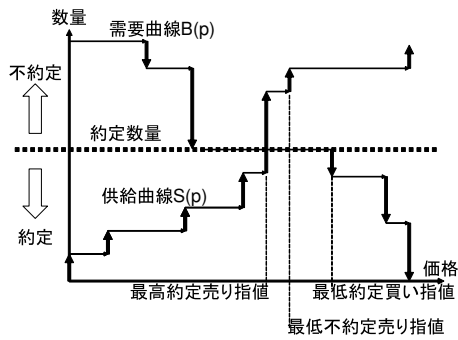 数量
需要曲線B(p)
不約定
約定数量
供給曲線S(p)
約定
価格
最高約定売り指値
最低約定買い指値
最低不約定売り指値